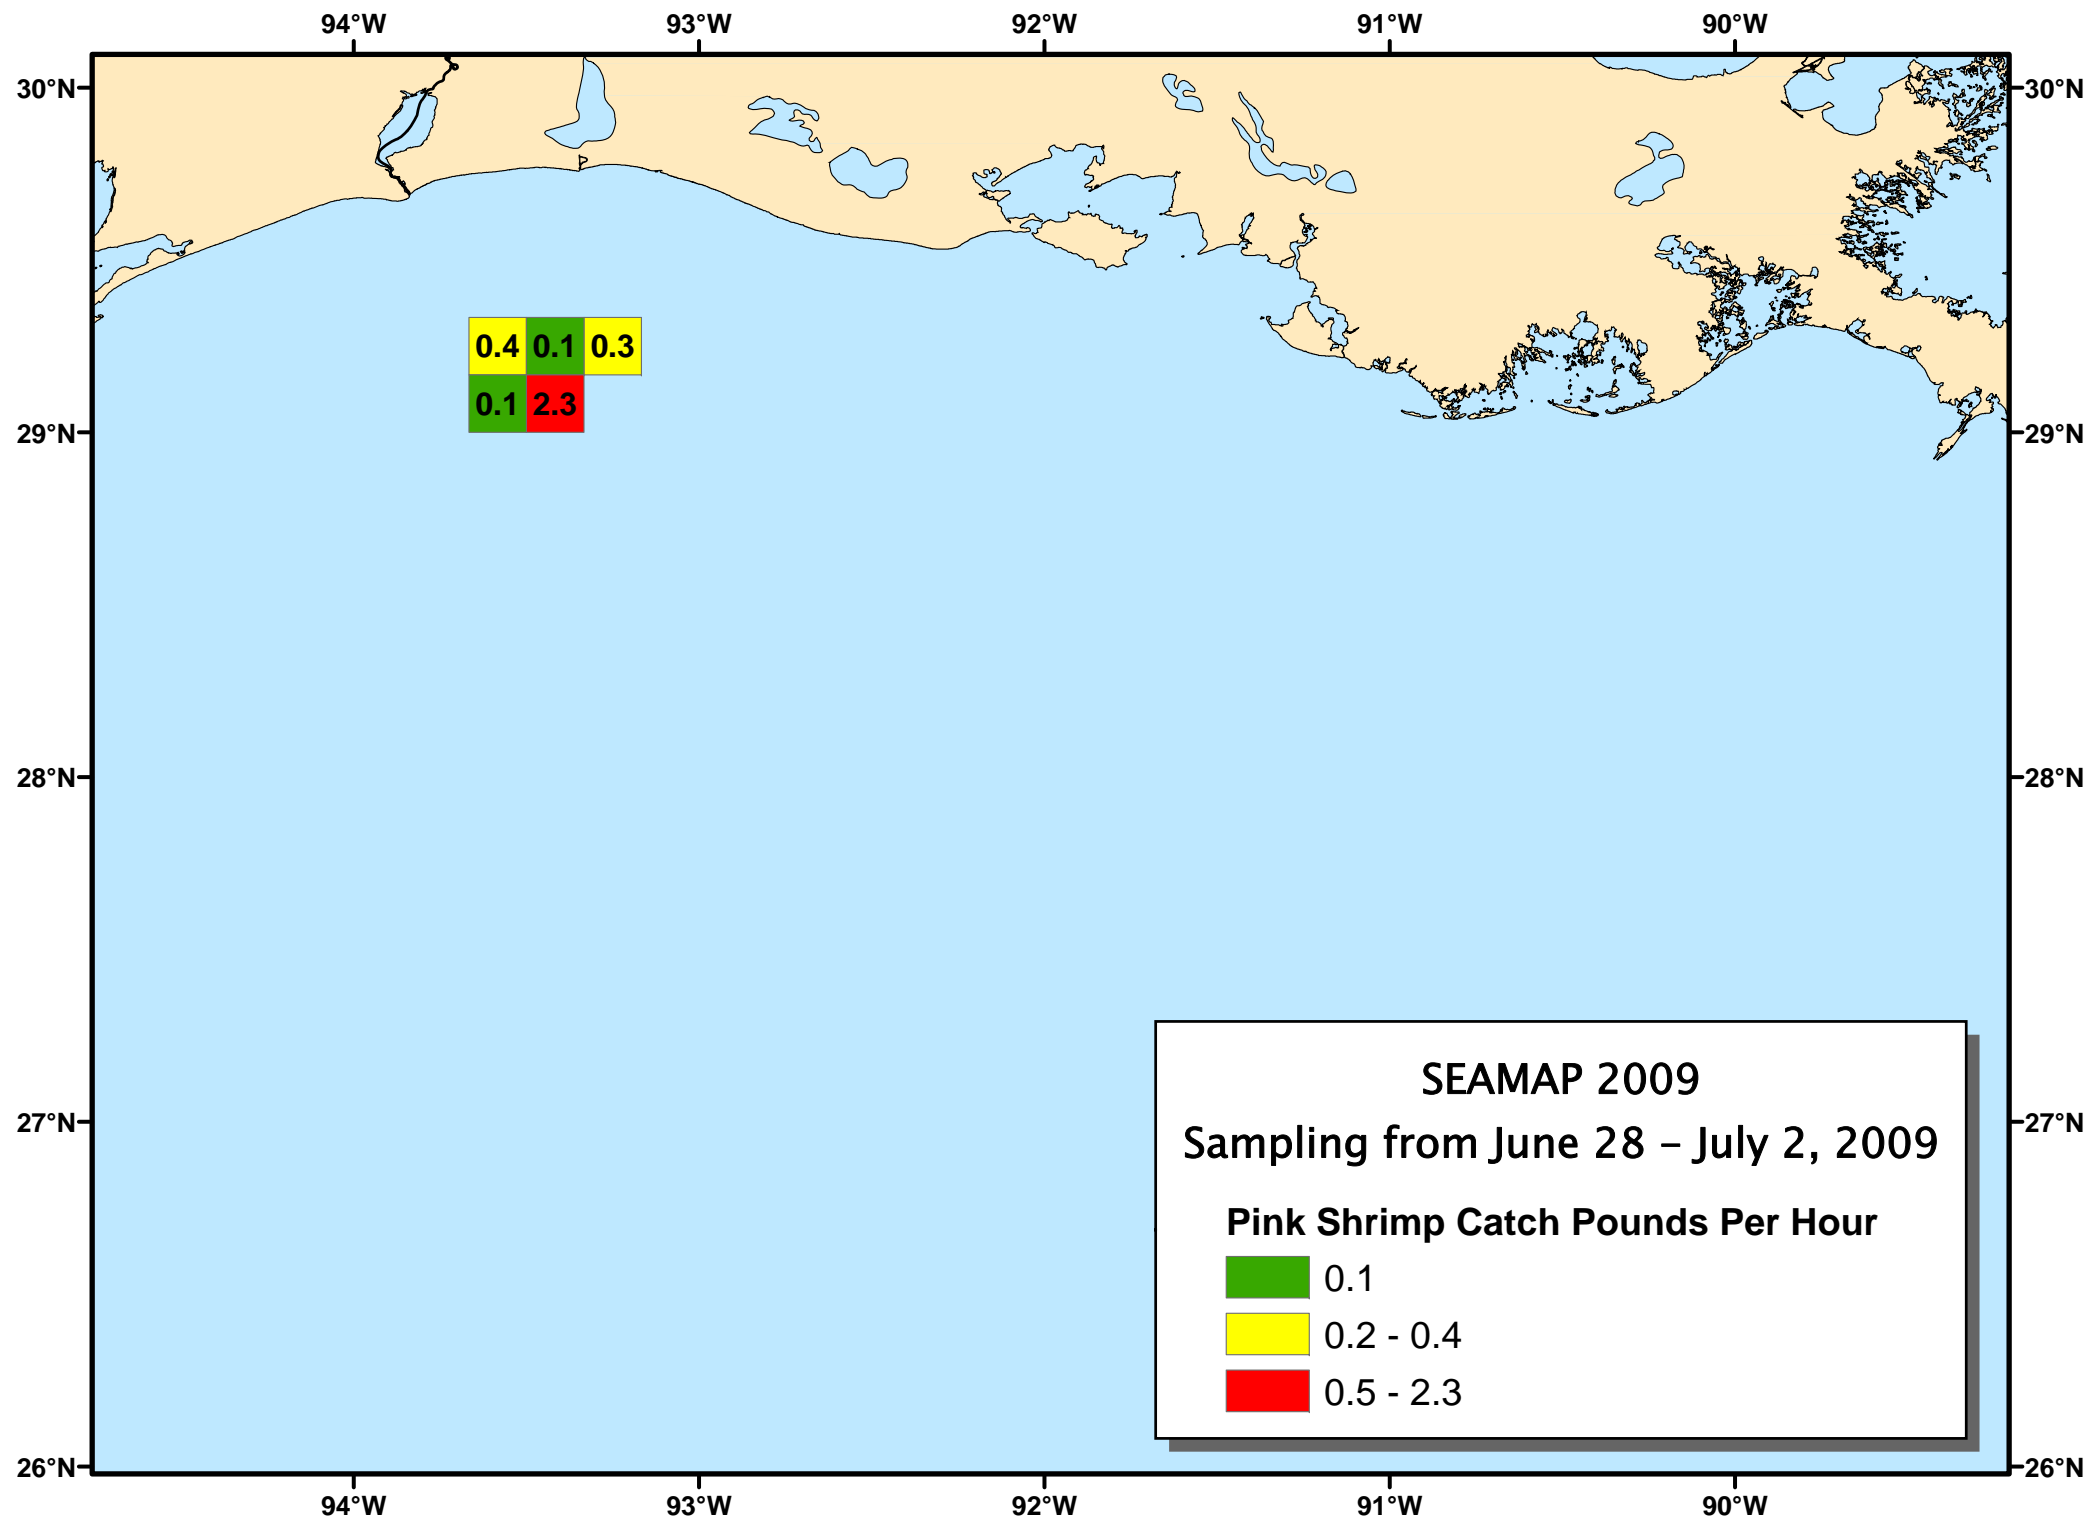 94°W 93°W 92°W 91°W 90°W
30°N 30°N
0.4 0.1 0.3
0.1 2.3
29°N 29°N
28°N 28°N
SEAMAP 2009
27°N 27°N
Sampling from June 28 – July 2, 2009
Pink Shrimp Catch Pounds Per Hour
0.1
0.2 - 0.4
0.5 - 2.3
26°N 26°N
94°W 93°W 92°W 91°W 90°W